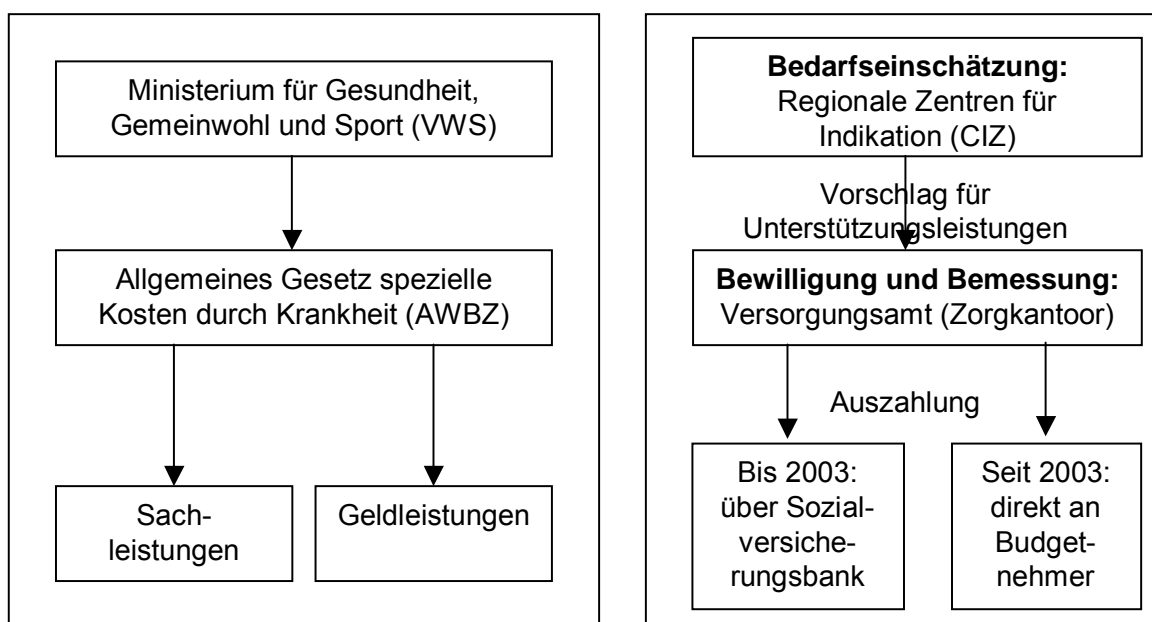 Ministerium für Gesundheit,
Gemeinwohl und Sport (VWS)
Allgemeines Gesetz spezielle
Kosten durch Krankheit (AWBZ)
Sach-
leistungen
Geldleistungen
Bedarfseinschätzung:
Regionale Zentren für
Indikation (CIZ)
Vorschlag für
Unterstützungsleistungen
Bewilligung und Bemessung:
Versorgungsamt (Zorgkantoor)
Auszahlung
Bis 2003:
über Sozial-
versiche-
rungsbank
Seit 2003:
direkt an
Budget-
nehmer